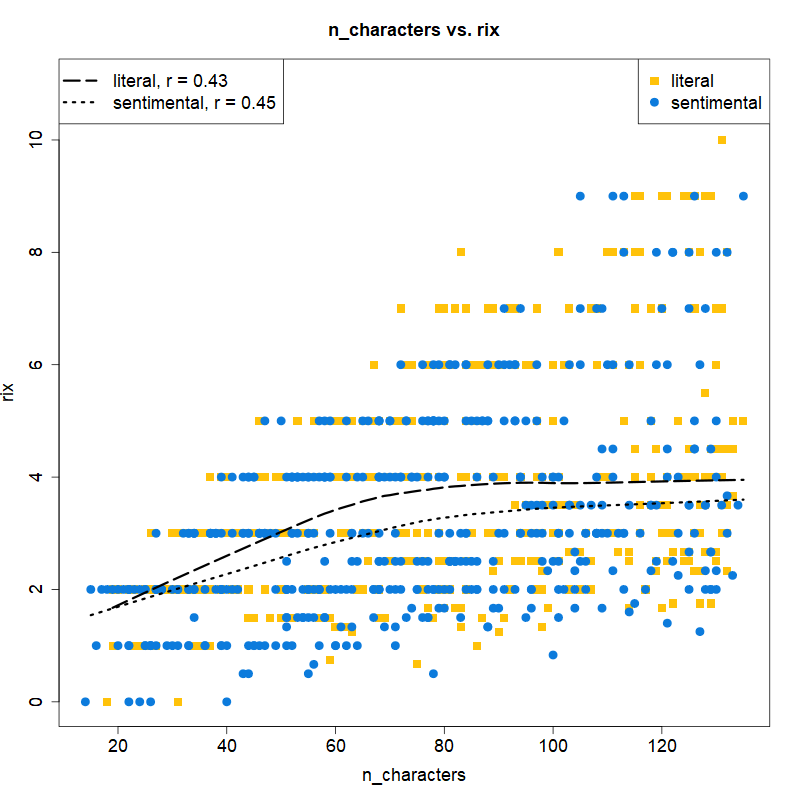 n_characters vs. rix
literal, r = 0.43
sentimental, r = 0.45
literal
sentimental
10
8
6
4
2
0
rix
20 40 60 80 100 120
n_characters